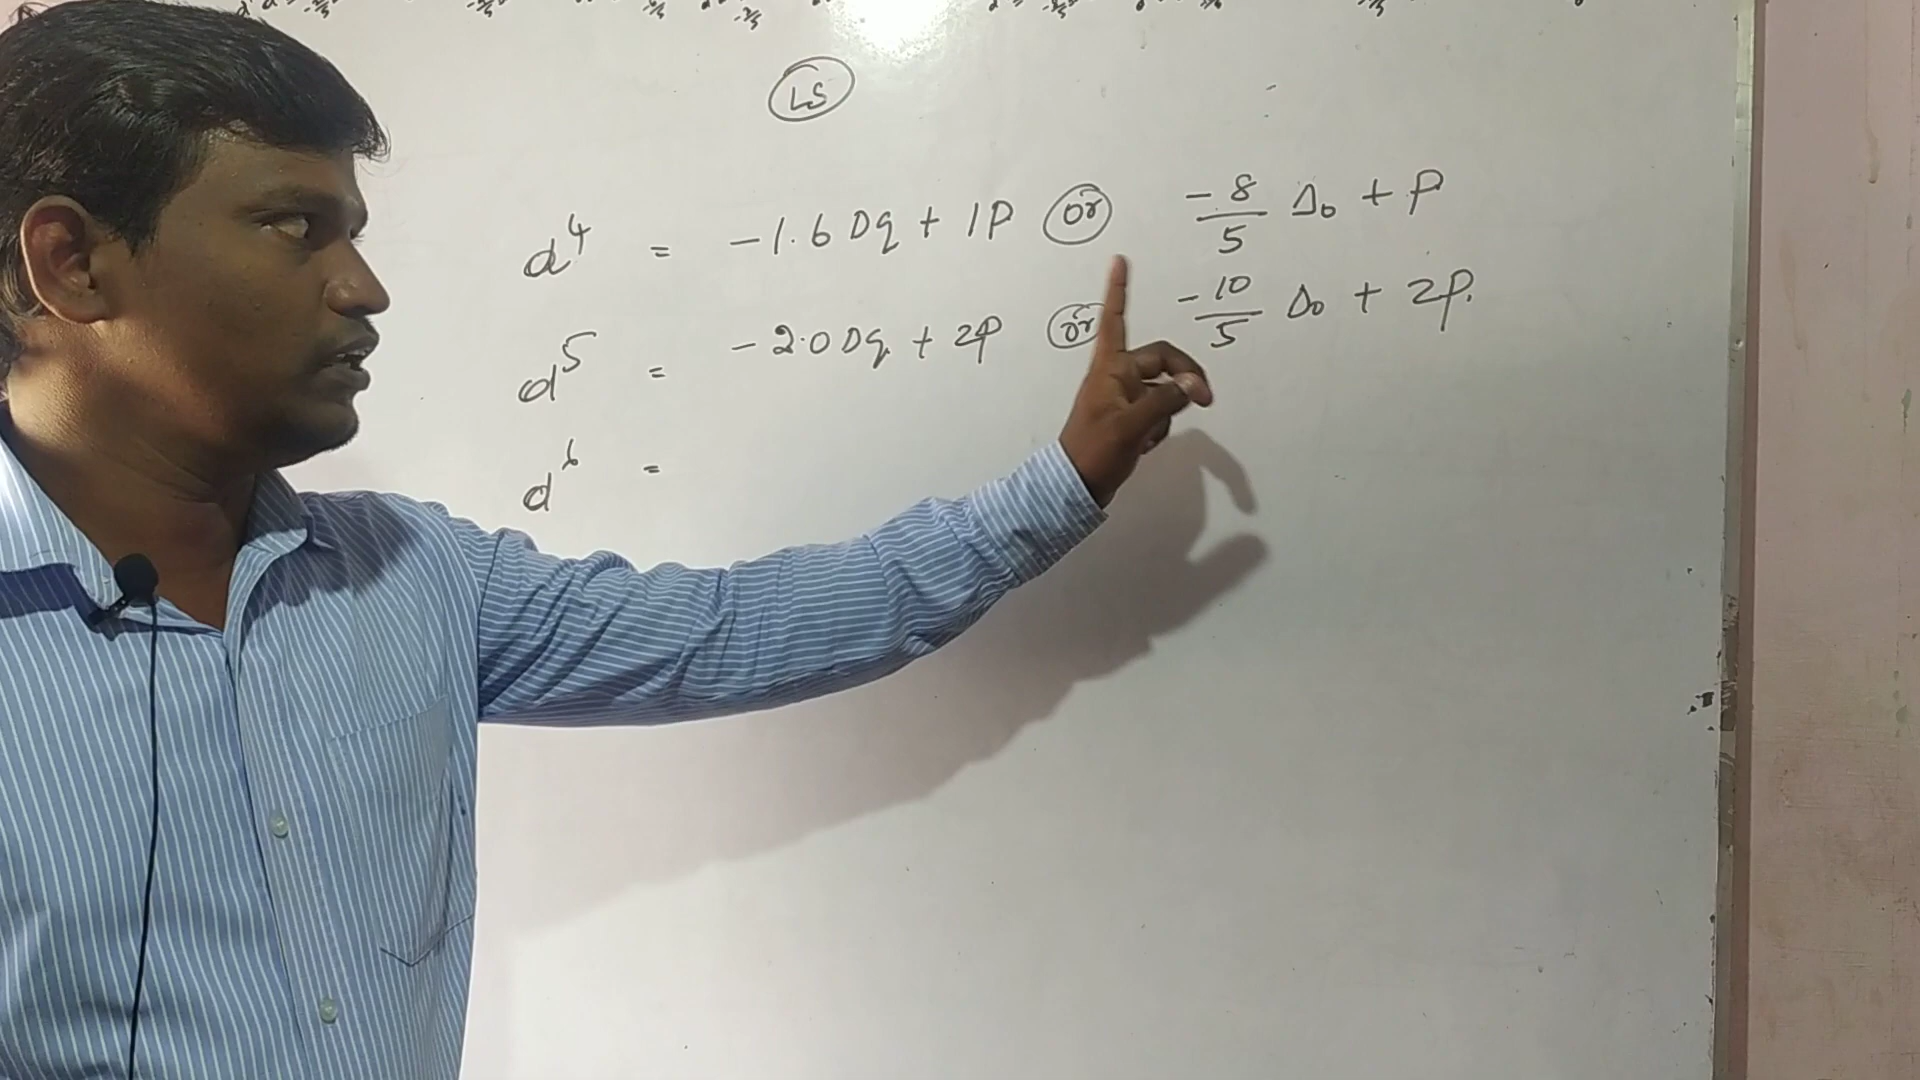 LS
d⁴ = -1.6 Dq + 1P or -8/5 Δ₀ + P
d⁵ = -2.0 Dq + 2P or -10/5 Δ₀ + 2P.
d⁶ =